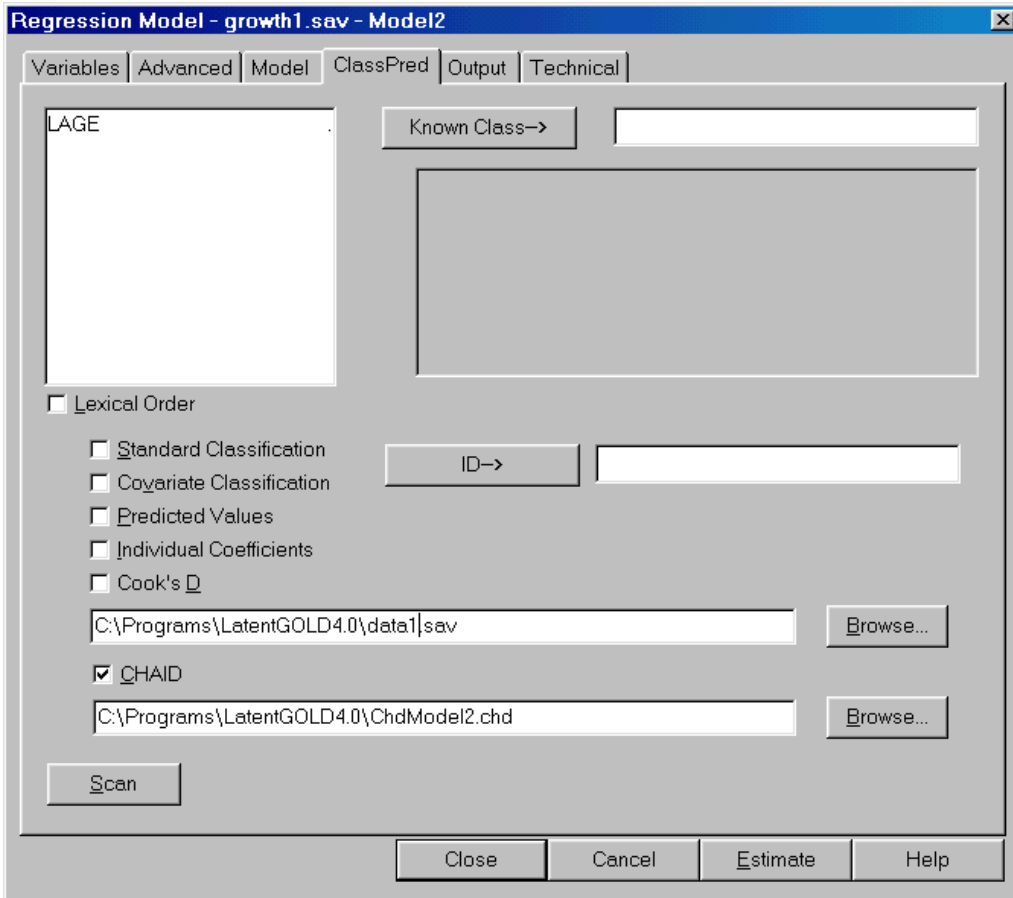 Regression Model - growth1.sav - Model2
Variables Advanced Model ClassPred Output Technical
LAGE .
Known Class->
Lexical Order
Standard Classification
ID->
Covariate Classification
Predicted Values
Individual Coefficients
Cook's D
C:\Programs\LatentGOLD4.0\data1.sav
Browse...
CHAID
C:\Programs\LatentGOLD4.0\ChdModel2.chd
Browse...
Scan
Close Cancel Estimate Help